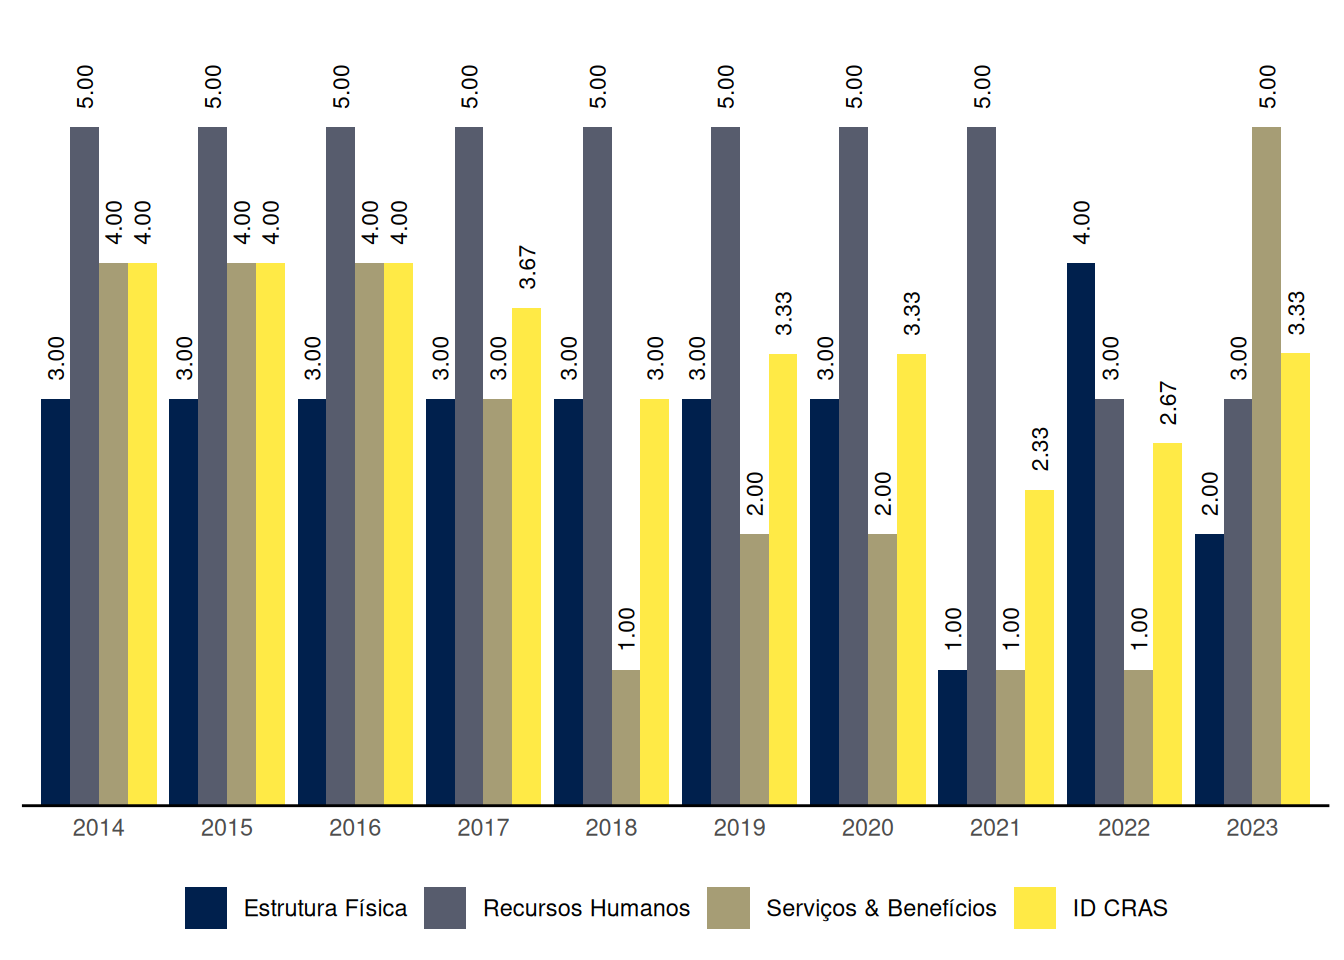 5.00 5.00 5.00 5.00 5.00 5.00 5.00 5.00 5.00
4.00 4.00 4.00 4.00 4.00 4.00 4.00
3.67
3.33 3.33 3.33
3.00 3.00 3.00 3.00 3.00 3.00 3.00 3.00 3.00 3.00 3.00
2.67
2.33
2.00 2.00 2.00
1.00 1.00 1.00 1.00
2014 2015 2016 2017 2018 2019 2020 2021 2022 2023
Estrutura Física Recursos Humanos Serviços & Benefícios ID CRAS